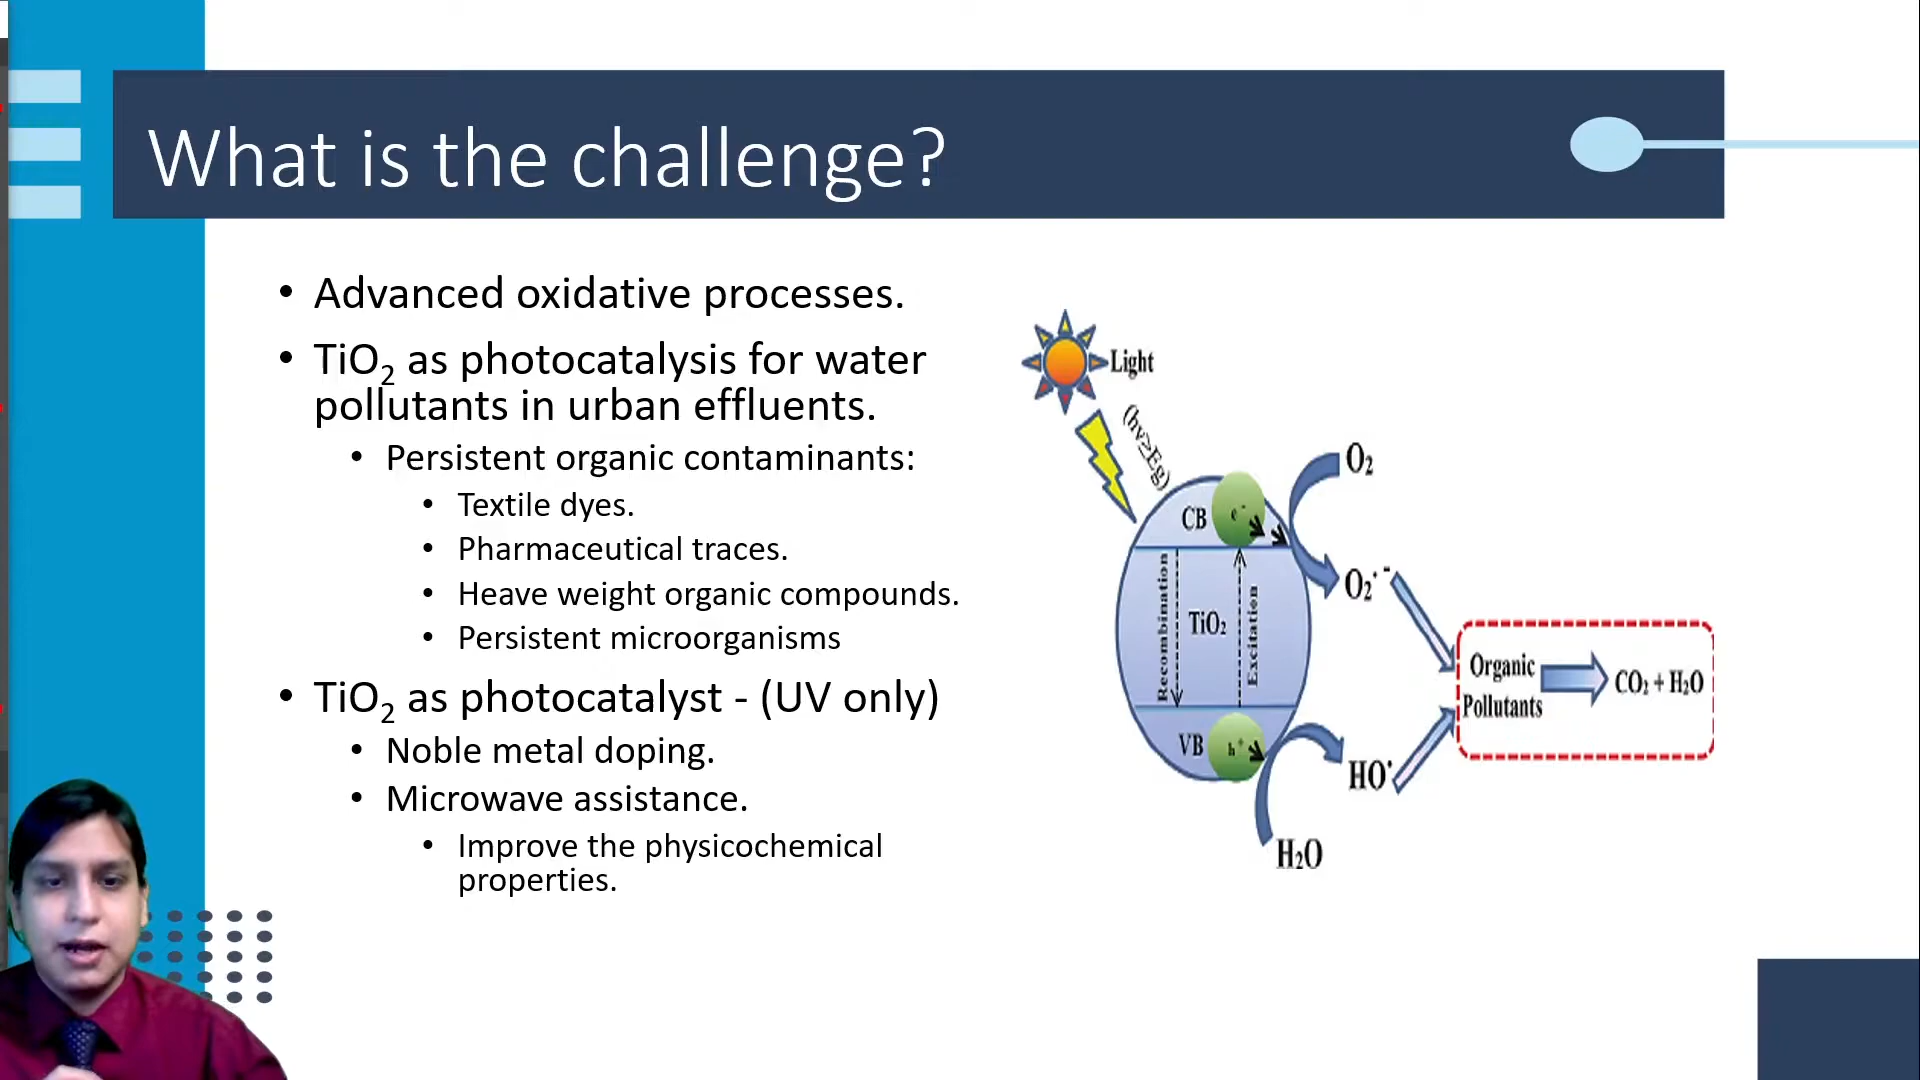 What is the challenge?
• Advanced oxidative processes.
• TiO2 as photocatalysis for water
pollutants in urban effluents.
• Persistent organic contaminants:
• Textile dyes.
• Pharmaceutical traces.
• Heave weight organic compounds.
• Persistent microorganisms
• TiO2 as photocatalyst - (UV only)
• Noble metal doping.
• Microwave assistance.
• Improve the physicochemical
properties.
Light
(hν≥Eg)
O2
CB
e-
O2·-
Recombination
TiO2
Excitation
Organic
Pollutants
CO2 + H2O
VB
h+
HO·
H2O